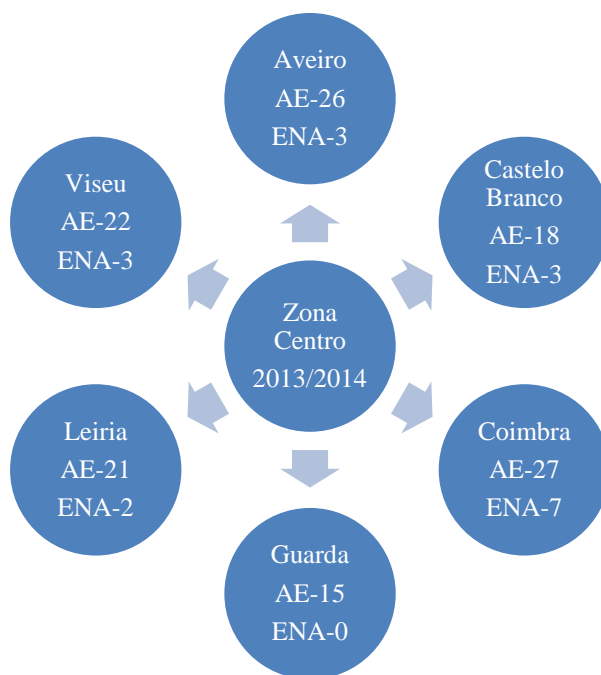 Aveiro
AE-26
ENA-3
Viseu
AE-22
ENA-3
Castelo
Branco
AE-18
ENA-3
Zona
Centro
2013/2014
Leiria
AE-21
ENA-2
Coimbra
AE-27
ENA-7
Guarda
AE-15
ENA-0